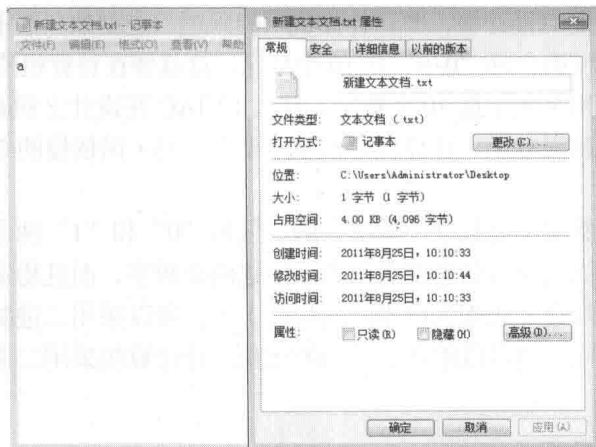 新建文本文档.txt - 记事本
文件(F) 编辑(E) 格式(O) 查看(V) 帮助
a
新建文本文档.txt 属性
常规 安全 详细信息 以前的版本
新建文本文档.txt
文件类型: 文本文档 (.txt)
打开方式: 记事本 更改(C)...
位置: C:\Users\Administrator\Desktop
大小: 1 字节 (1 字节)
占用空间: 4.00 KB (4,096 字节)
创建时间: 2011年8月25日，10:10:33
修改时间: 2011年8月25日，10:10:44
访问时间: 2011年8月25日，10:10:33
属性: 只读(R) 隐藏(H) 高级(D)...
确定 取消 应用(A)